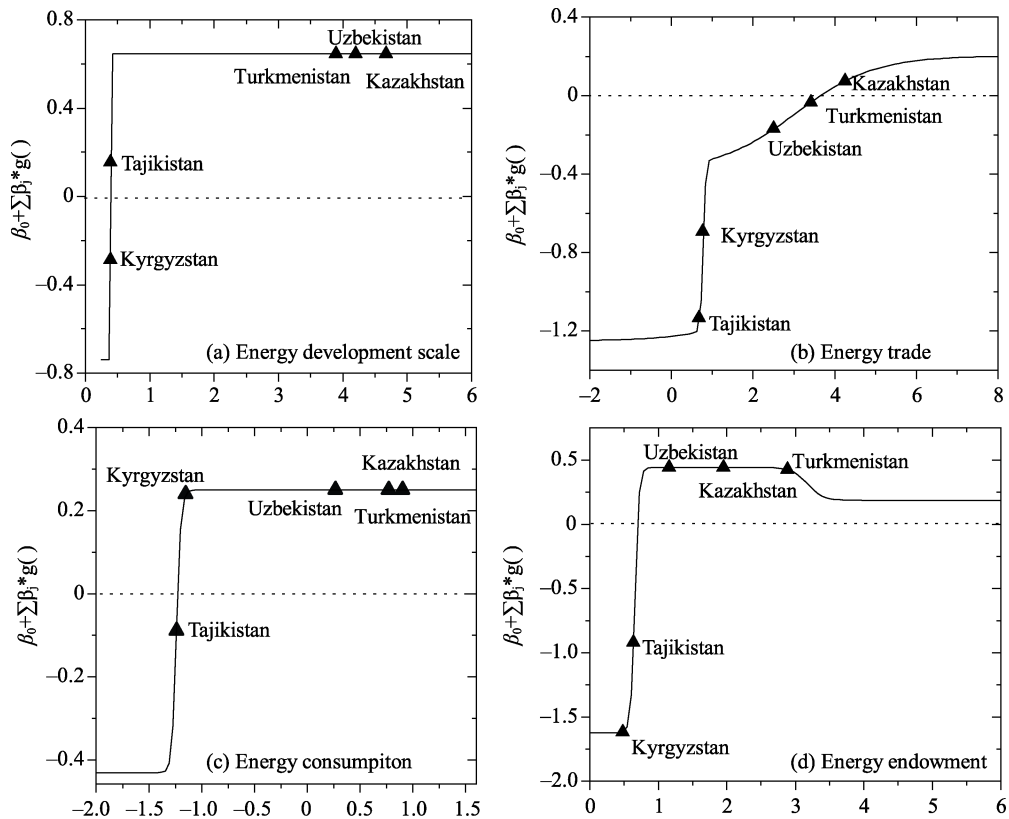 0.8
0.4
0
−0.4
−0.8
β0+∑βj*g( )
Uzbekistan
Turkmenistan
Kazakhstan
Tajikistan
Kyrgyzstan
(a) Energy development scale
0 1 2 3 4 5 6
0.4
0
−0.4
−0.8
−1.2
β0+∑βj*g( )
Kazakhstan
Turkmenistan
Uzbekistan
Kyrgyzstan
Tajikistan
(b) Energy trade
−2 0 2 4 6 8
0.4
0.2
0
−0.2
−0.4
β0+∑βj*g( )
Kazakhstan
Kyrgyzstan
Uzbekistan
Turkmenistan
Tajikistan
(c) Energy consumpiton
−2.0 −1.5 −1.0 −0.5 0 0.5 1.0 1.5
0.5
0
−0.5
−1.0
−1.5
−2.0
β0+∑βj*g( )
Uzbekistan
Turkmenistan
Kazakhstan
Tajikistan
Kyrgyzstan
(d) Energy endowment
0 1 2 3 4 5 6